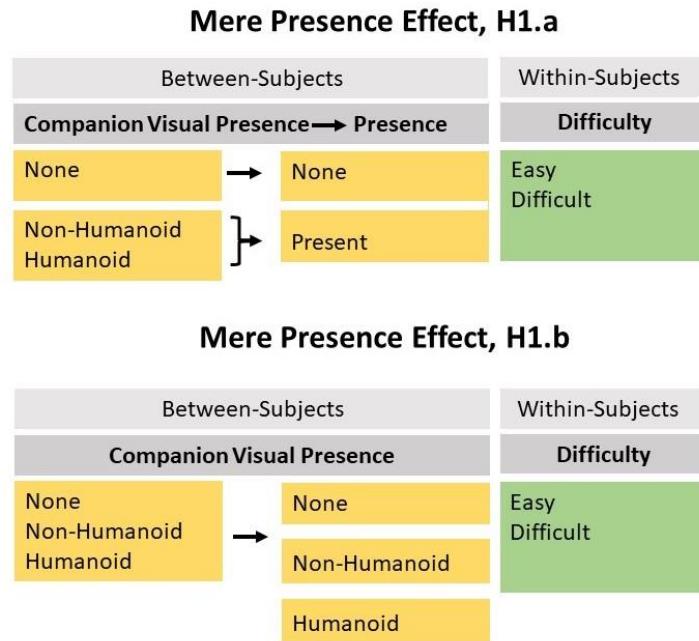 Mere Presence Effect, H1.a
Between-Subjects
Within-Subjects
Companion Visual Presence → Presence
Difficulty
None
None
Easy
Difficult
Non-Humanoid
Humanoid
Present
Mere Presence Effect, H1.b
Between-Subjects
Within-Subjects
Companion Visual Presence
Difficulty
None
Non-Humanoid
Humanoid
None
Non-Humanoid
Humanoid
Easy
Difficult